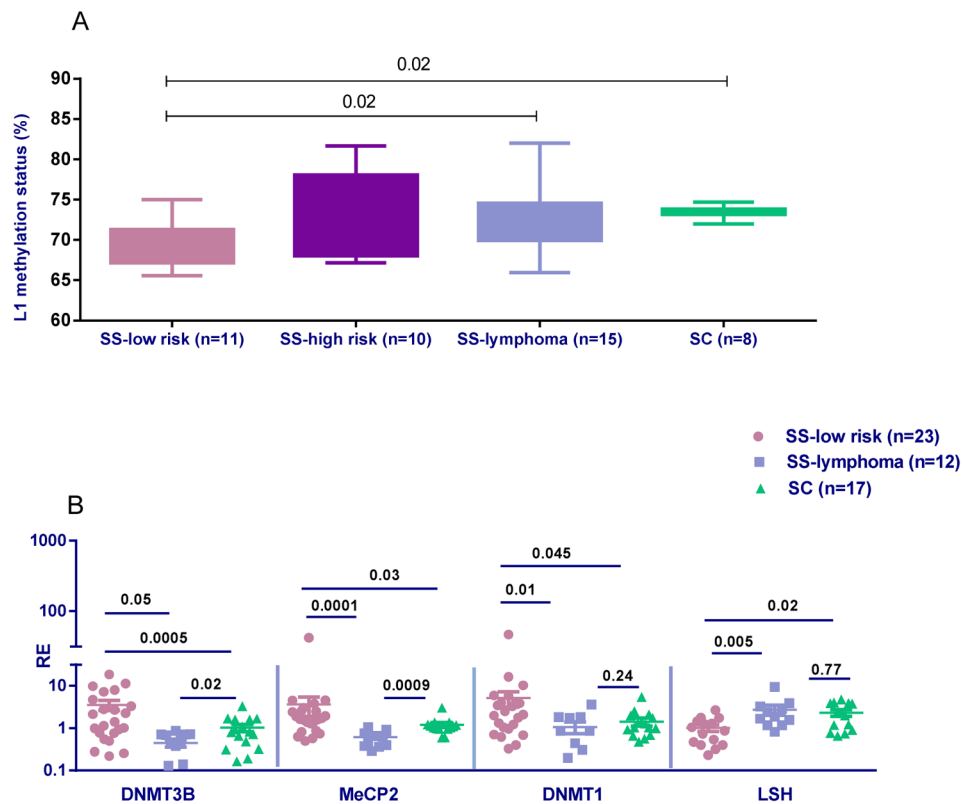 A
0.02
90
0.02
85
80
75
70
65
60
L1 methylation status (%)
SS-low risk (n=11) SS-high risk (n=10) SS-lymphoma (n=15) SC (n=8)
SS-low risk (n=23)
SS-lymphoma (n=12)
SC (n=17)
B
1000
100
10
1
0.1
RE
0.05
0.0005
0.02
0.03
0.0001
0.0009
0.045
0.01
0.24
0.02
0.005
0.77
DNMT3B MeCP2 DNMT1 LSH